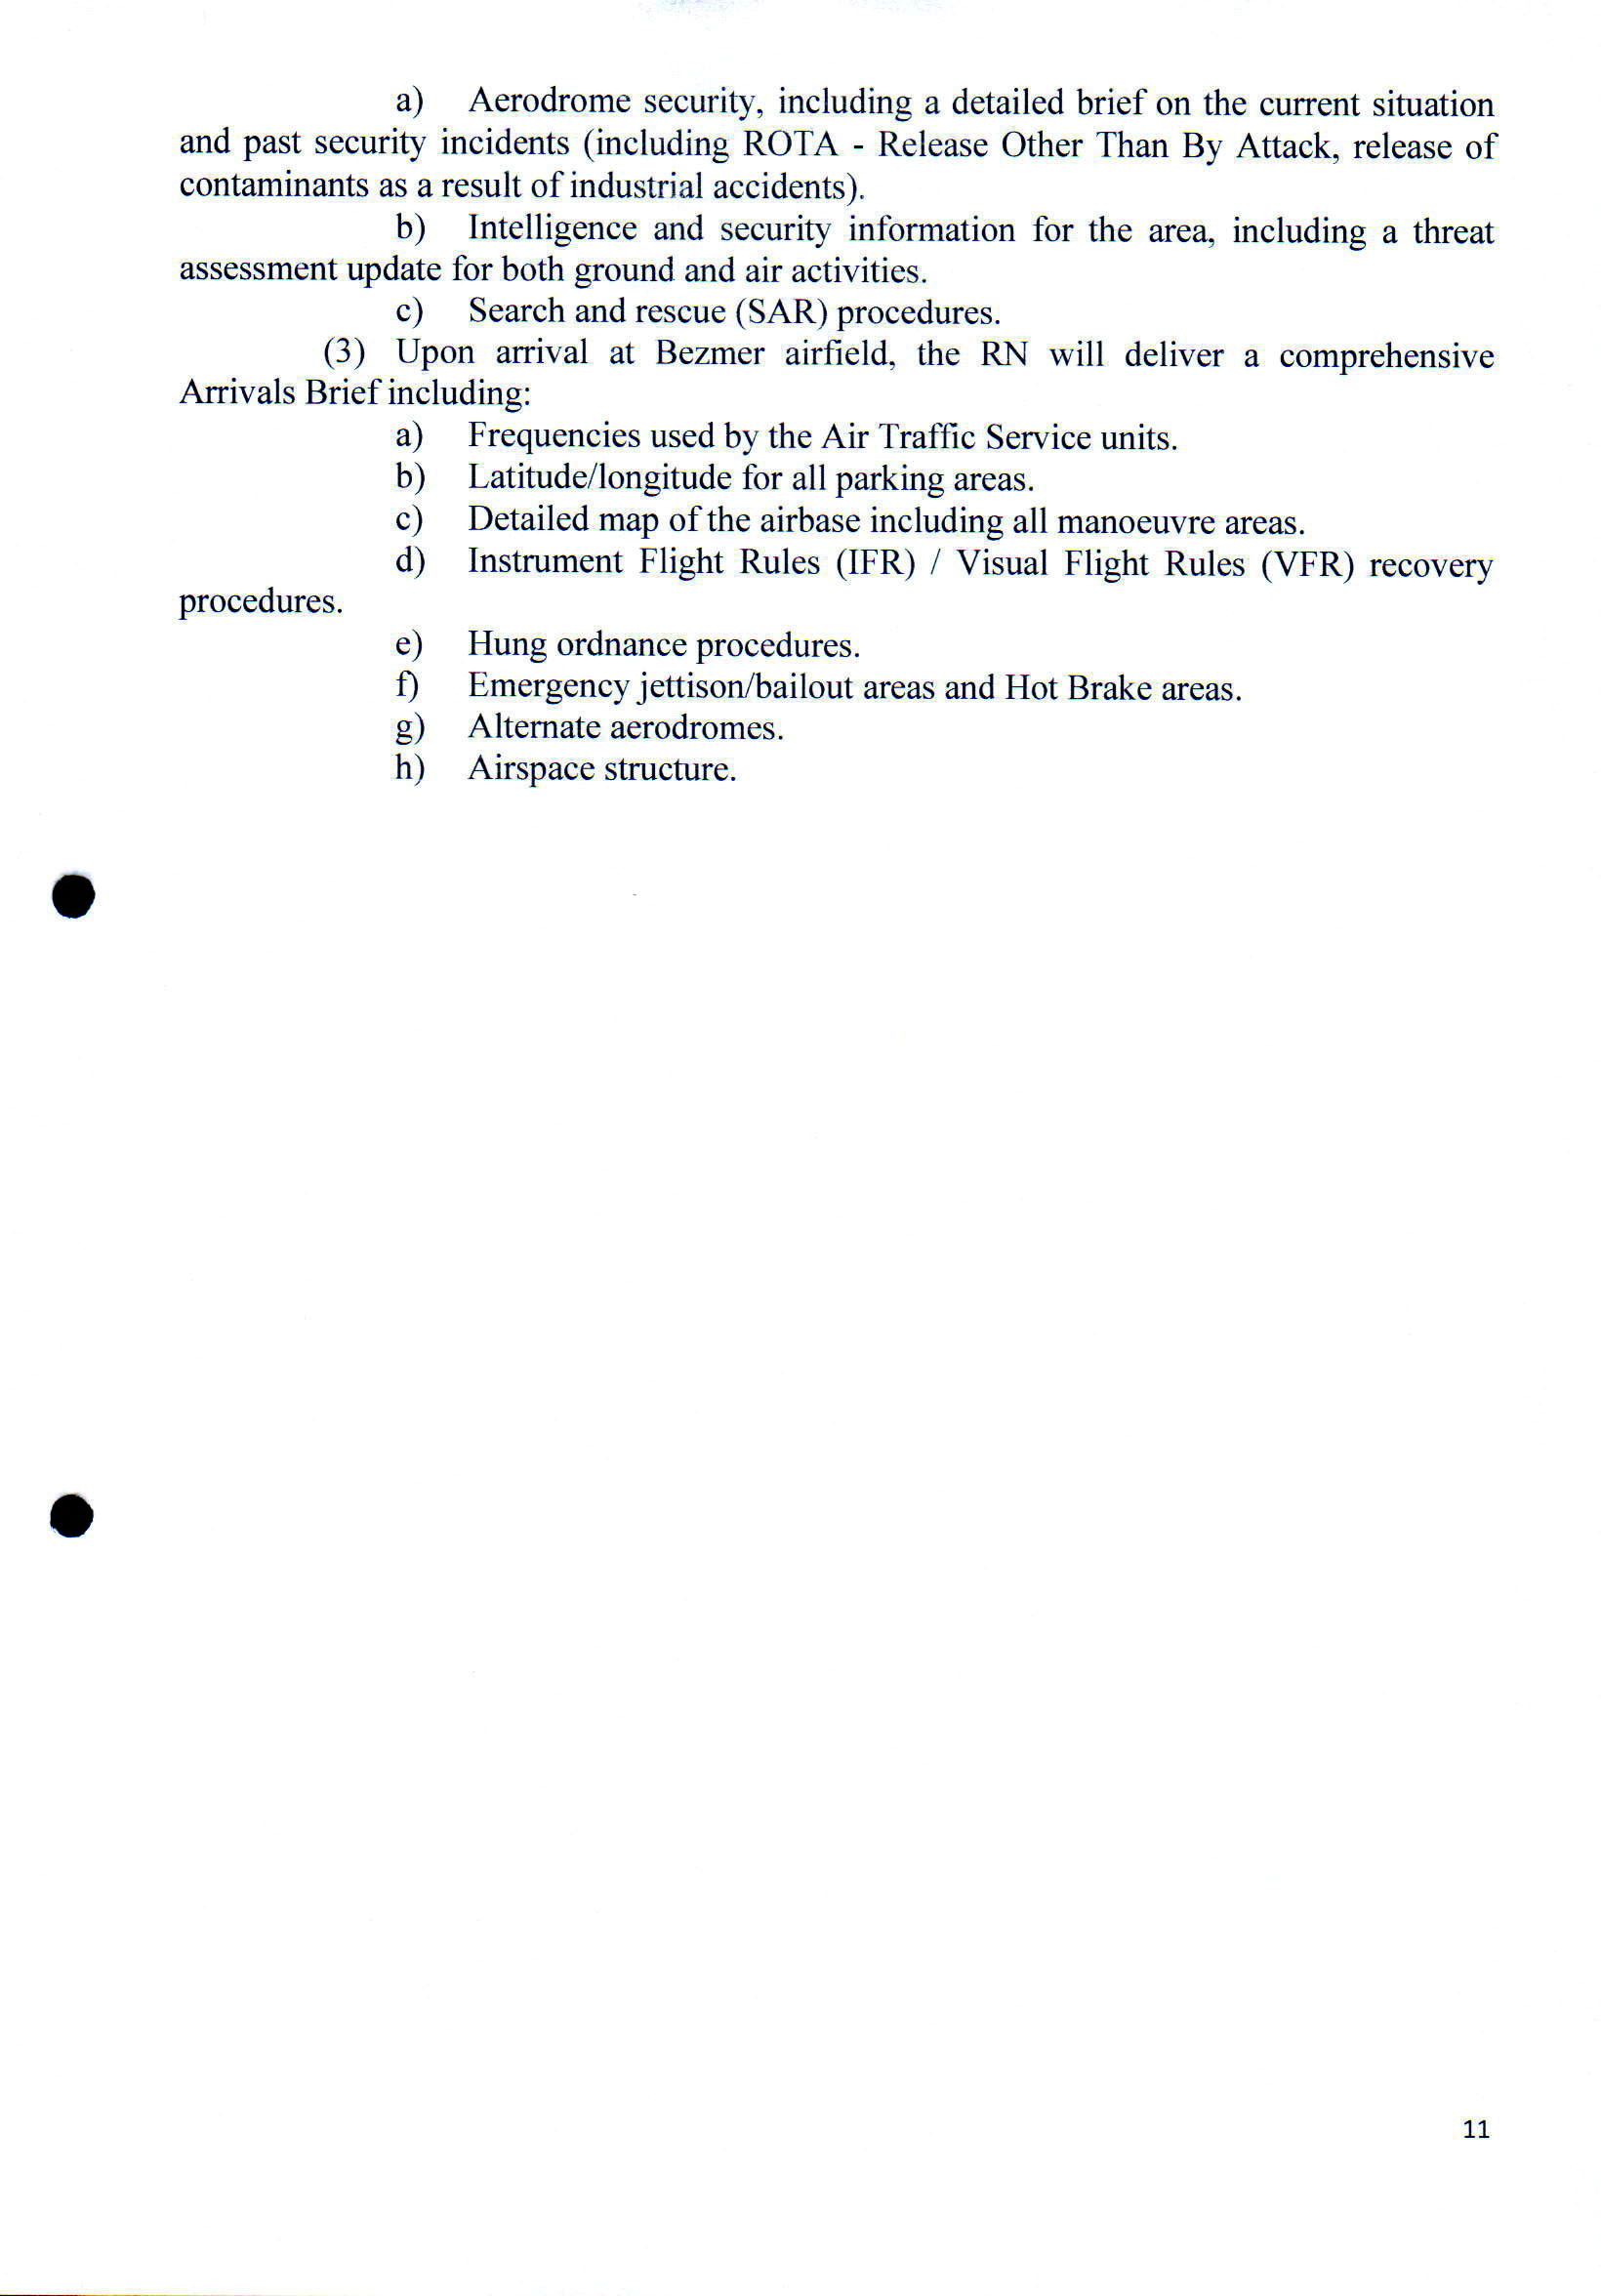 a) Aerodrome security, including a detailed brief on the current situation
and past security incidents (including ROTA - Release Other Than By Attack, release of
contaminants as a result of industrial accidents).
b) Intelligence and security information for the area, including a threat
assessment update for both ground and air activities.
c) Search and rescue (SAR) procedures.
(3) Upon arrival at Bezmer airfield, the RN will deliver a comprehensive
Arrivals Brief including:
a) Frequencies used by the Air Traffic Service units.
b) Latitude/longitude for all parking areas.
c) Detailed map of the airbase including all manoeuvre areas.
d) Instrument Flight Rules (IFR) / Visual Flight Rules (VFR) recovery
procedures.
e) Hung ordnance procedures.
f) Emergency jettison/bailout areas and Hot Brake areas.
g) Alternate aerodromes.
h) Airspace structure.
11